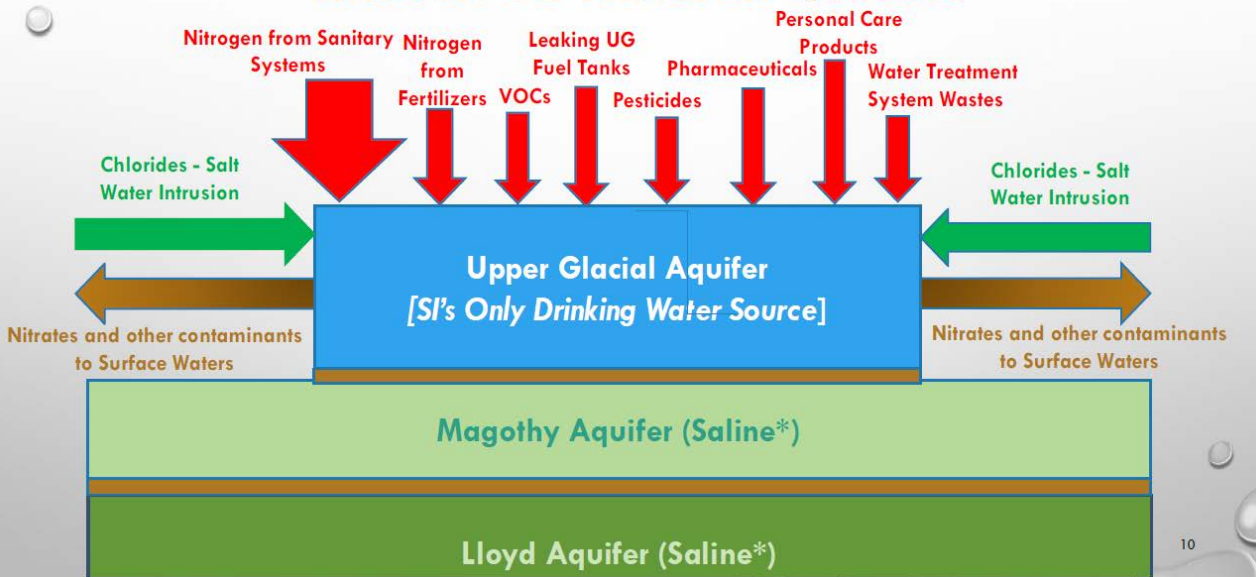 Nitrogen from Sanitary
Systems
Nitrogen
from
Fertilizers
VOCs
Leaking UG
Fuel Tanks
Pesticides
Pharmaceuticals
Personal Care
Products
Water Treatment
System Wastes
Chlorides - Salt
Water Intrusion
Chlorides - Salt
Water Intrusion
Upper Glacial Aquifer
[SI's Only Drinking Water Source]
Nitrates and other contaminants
to Surface Waters
Nitrates and other contaminants
to Surface Waters
Magothy Aquifer (Saline*)
Lloyd Aquifer (Saline*)
10